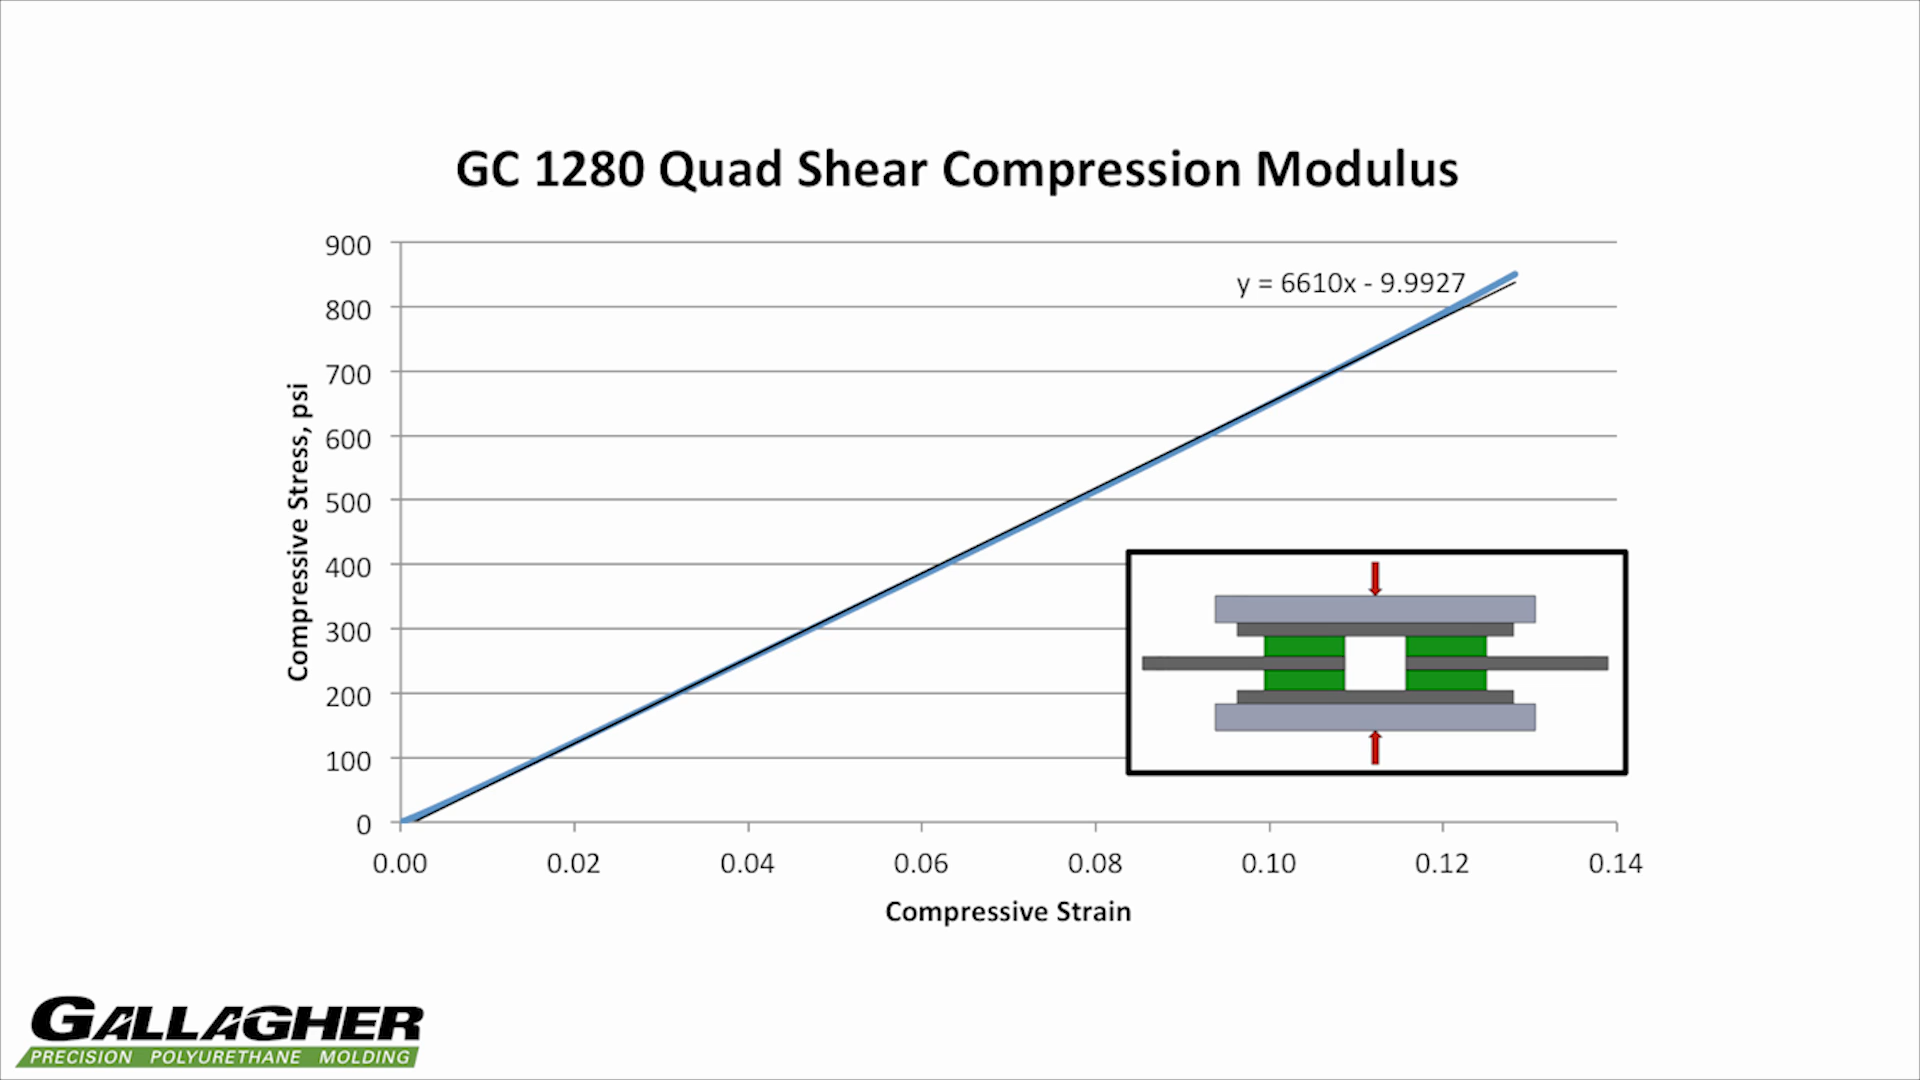 GC 1280 Quad Shear Compression Modulus
y = 6610x - 9.9927
900
800
700
600
500
400
300
200
100
0
Compressive Stress, psi
0.00 0.02 0.04 0.06 0.08 0.10 0.12 0.14
Compressive Strain
GALLAGHER
PRECISION POLYURETHANE MOLDING